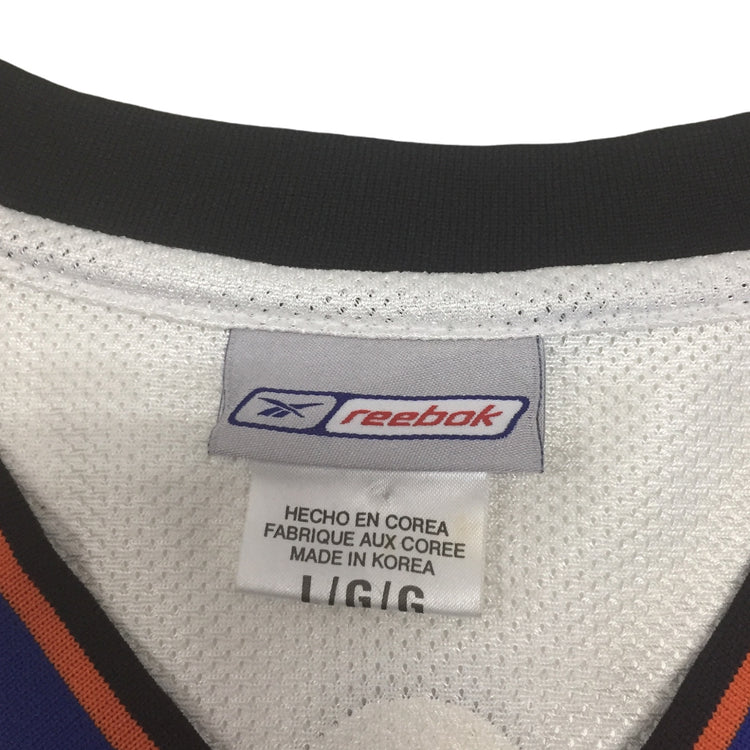 reebok
HECHO EN COREA
FABRIQUE AUX COREE
MADE IN KOREA
L/G/G